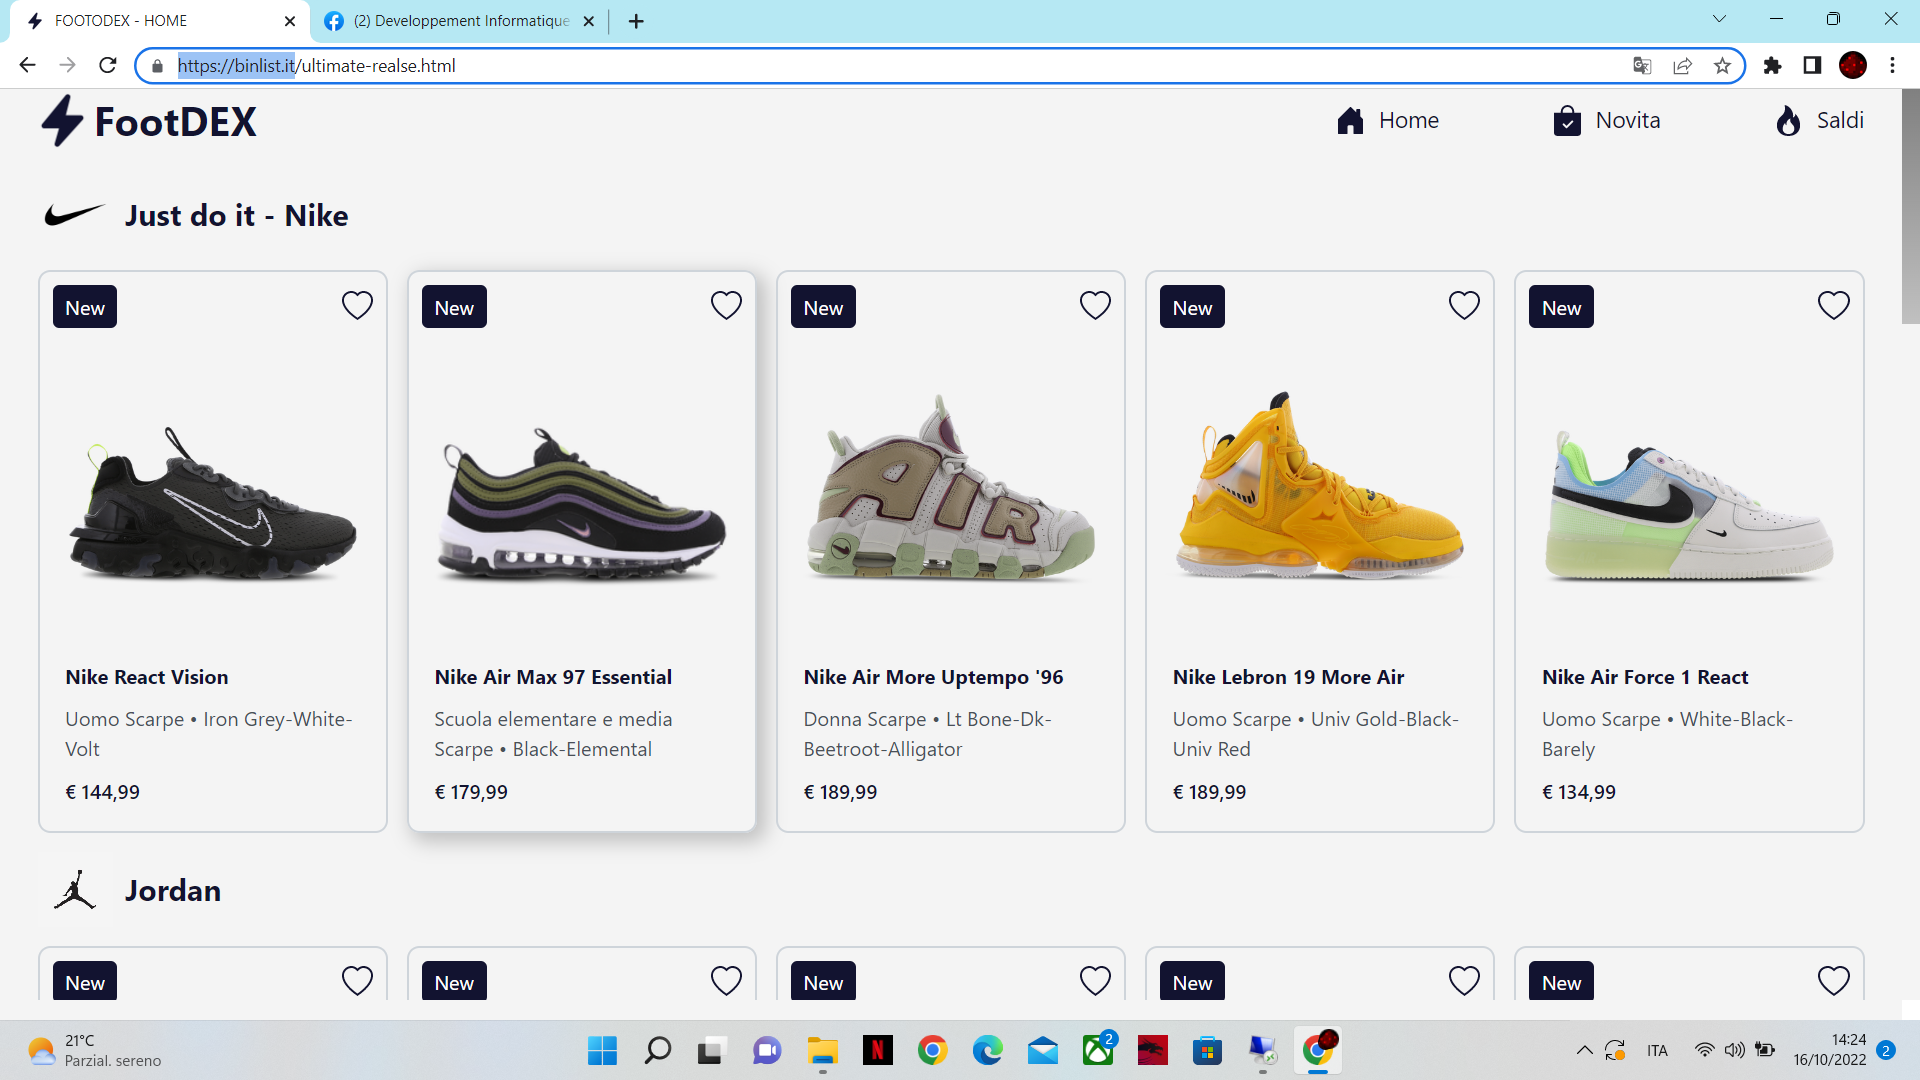 FOOTODEX - HOME
(2) Developpement Informatique
https://binlist.it/ultimate-realse.html
FootDEX
Home
Novita
Saldi
Just do it - Nike
New
New
New
New
New
AIR
Nike React Vision
Uomo Scarpe • Iron Grey-White-
Volt
€ 144,99
Nike Air Max 97 Essential
Scuola elementare e media
Scarpe • Black-Elemental
€ 179,99
Nike Air More Uptempo '96
Donna Scarpe • Lt Bone-Dk-
Beetroot-Alligator
€ 189,99
Nike Lebron 19 More Air
Uomo Scarpe • Univ Gold-Black-
Univ Red
€ 189,99
Nike Air Force 1 React
Uomo Scarpe • White-Black-
Barely
€ 134,99
Jordan
New
New
New
New
New
21°C
Parzial. sereno
N
2
ITA
14:24
16/10/2022
2